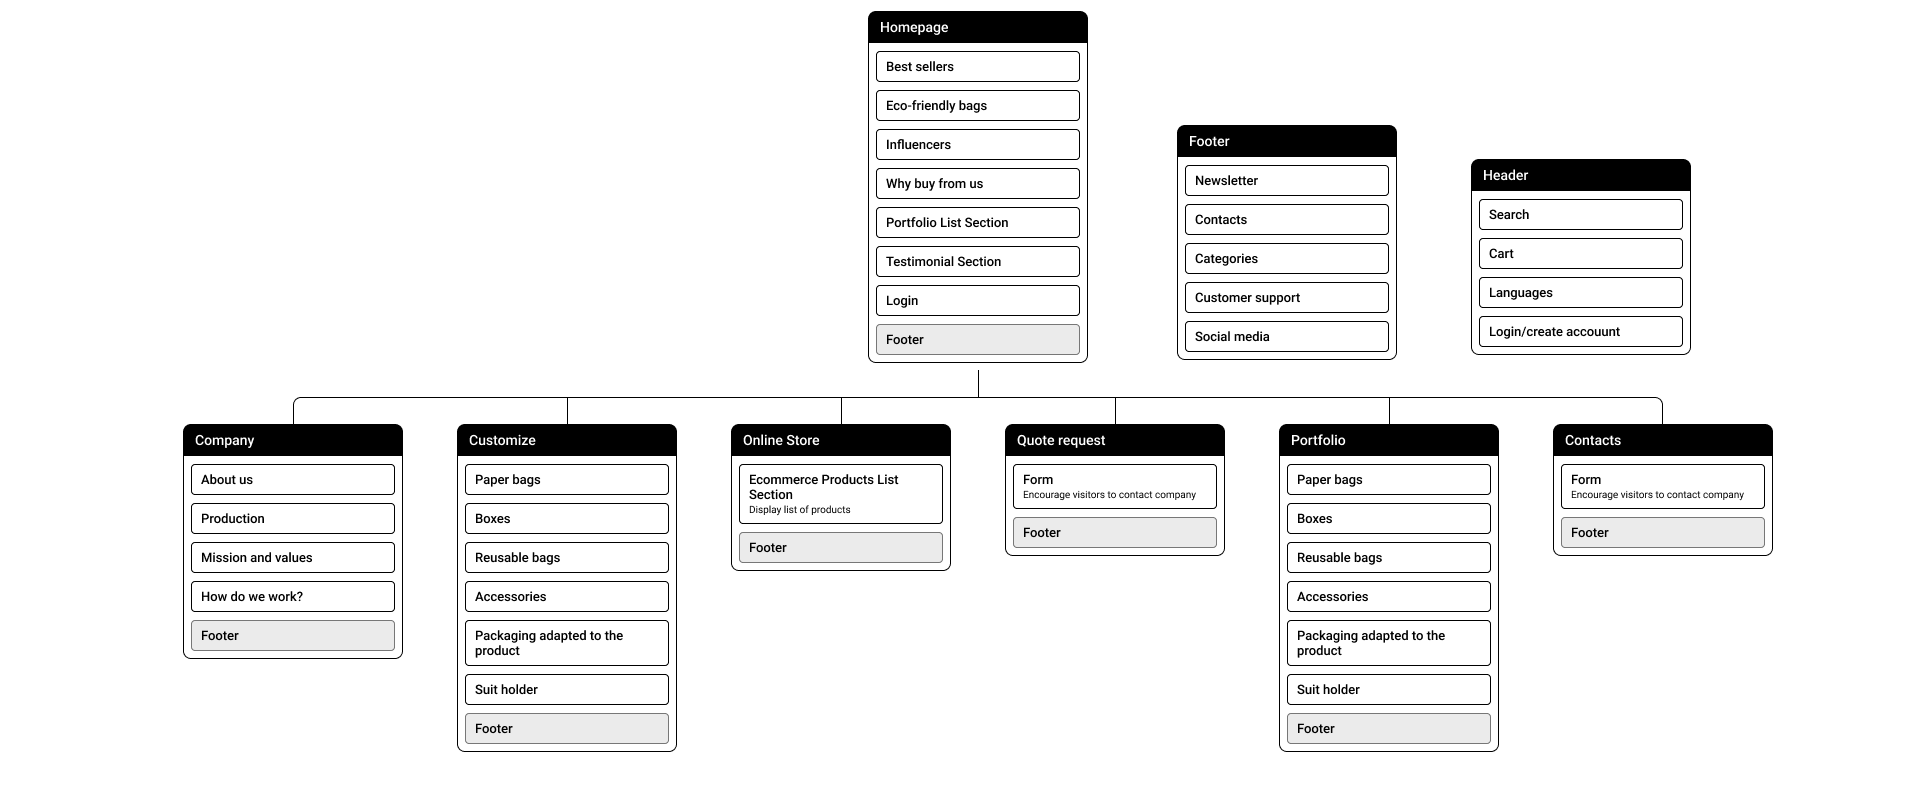 Homepage
Best sellers
Eco-friendly bags
Influencers
Why buy from us
Portfolio List Section
Testimonial Section
Login
Footer
Footer
Newsletter
Contacts
Categories
Customer support
Social media
Header
Search
Cart
Languages
Login/create accouunt
Company
About us
Production
Mission and values
How do we work?
Footer
Customize
Paper bags
Boxes
Reusable bags
Accessories
Packaging adapted to the
product
Suit holder
Footer
Online Store
Ecommerce Products List
Section
Display list of products
Footer
Quote request
Form
Encourage visitors to contact company
Footer
Portfolio
Paper bags
Boxes
Reusable bags
Accessories
Packaging adapted to the
product
Suit holder
Footer
Contacts
Form
Encourage visitors to contact company
Footer